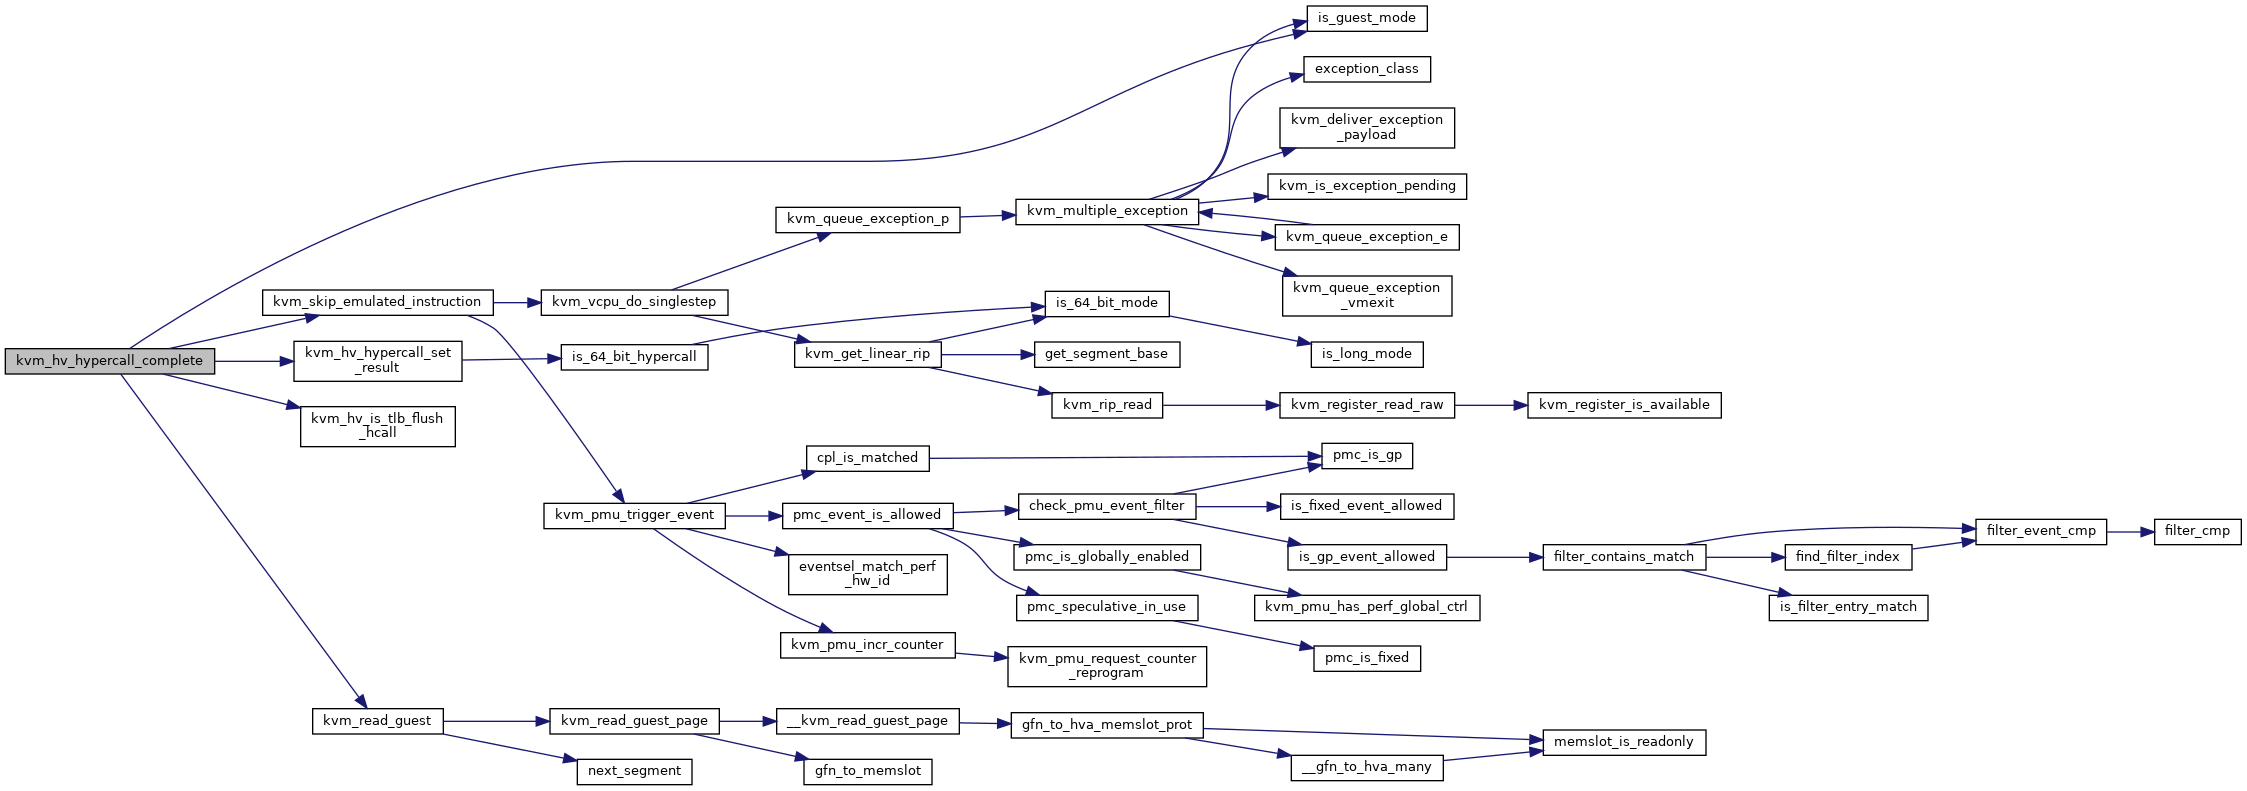 is_guest_mode
exception_class
kvm_deliver_exception
_payload
kvm_is_exception_pending
kvm_multiple_exception
kvm_queue_exception_p
kvm_queue_exception_e
kvm_queue_exception
_vmexit
kvm_skip_emulated_instruction
kvm_vcpu_do_singlestep
is_64_bit_mode
kvm_hv_hypercall_complete
kvm_hv_hypercall_set
_result
is_64_bit_hypercall
kvm_get_linear_rip
get_segment_base
is_long_mode
kvm_rip_read
kvm_register_read_raw
kvm_register_is_available
kvm_hv_is_tlb_flush
_hcall
cpl_is_matched
pmc_is_gp
kvm_pmu_trigger_event
pmc_event_is_allowed
check_pmu_event_filter
is_fixed_event_allowed
pmc_is_globally_enabled
is_gp_event_allowed
filter_contains_match
find_filter_index
filter_event_cmp
filter_cmp
eventsel_match_perf
_hw_id
pmc_speculative_in_use
kvm_pmu_has_perf_global_ctrl
is_filter_entry_match
kvm_pmu_incr_counter
kvm_pmu_request_counter
_reprogram
pmc_is_fixed
kvm_read_guest
kvm_read_guest_page
__kvm_read_guest_page
gfn_to_hva_memslot_prot
memslot_is_readonly
next_segment
gfn_to_memslot
__gfn_to_hva_many